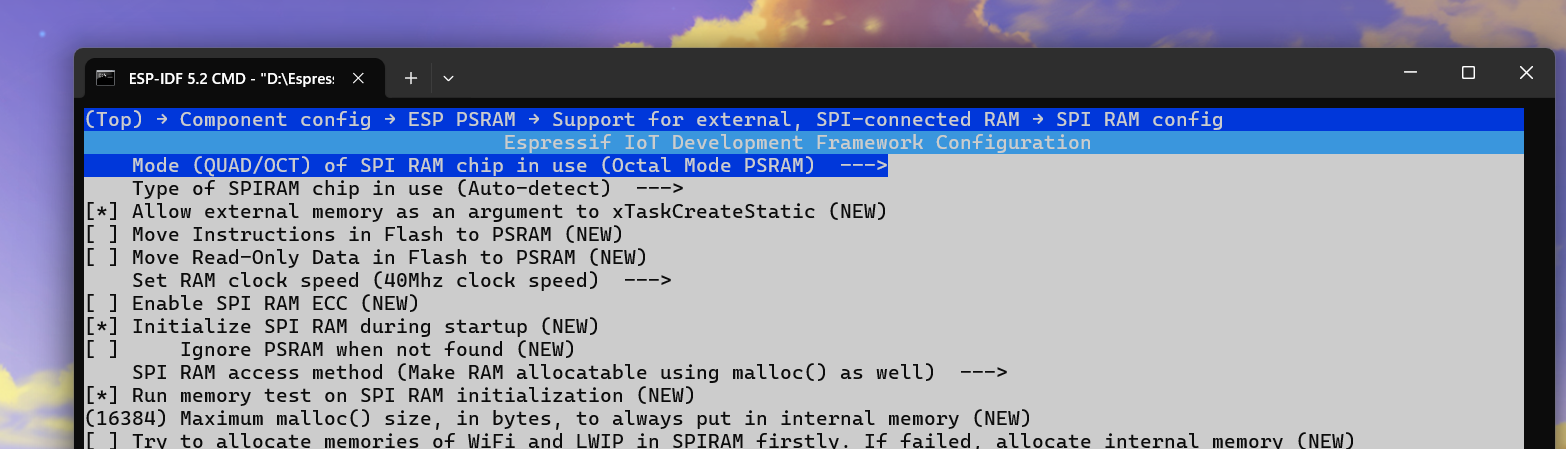 ESP-IDF 5.2 CMD - "D:\Espres
(Top) → Component config → ESP PSRAM → Support for external, SPI-connected RAM → SPI RAM config
Espressif IoT Development Framework Configuration
Mode (QUAD/OCT) of SPI RAM chip in use (Octal Mode PSRAM)  --->
Type of SPIRAM chip in use (Auto-detect)  --->
[*] Allow external memory as an argument to xTaskCreateStatic (NEW)
[ ] Move Instructions in Flash to PSRAM (NEW)
[ ] Move Read-Only Data in Flash to PSRAM (NEW)
Set RAM clock speed (40Mhz clock speed)  --->
[ ] Enable SPI RAM ECC (NEW)
[*] Initialize SPI RAM during startup (NEW)
[ ]     Ignore PSRAM when not found (NEW)
SPI RAM access method (Make RAM allocatable using malloc() as well)  --->
[*] Run memory test on SPI RAM initialization (NEW)
(16384) Maximum malloc() size, in bytes, to always put in internal memory (NEW)
[ ] Try to allocate memories of WiFi and LWIP in SPIRAM firstly. If failed, allocate internal memory (NEW)